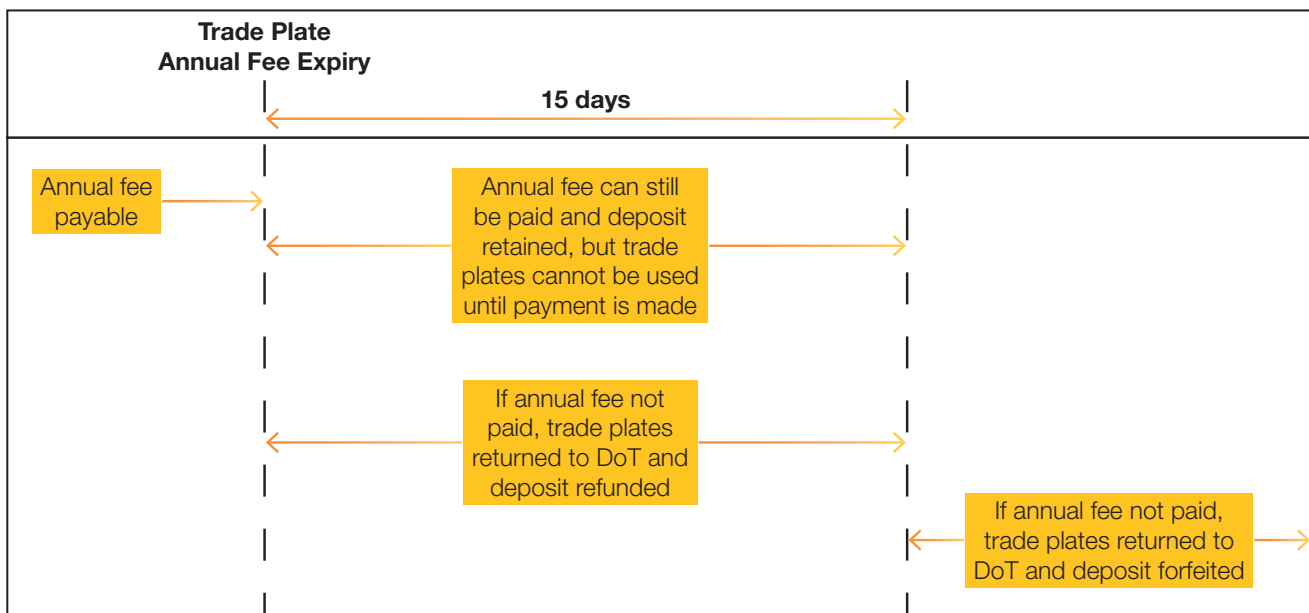 Trade Plate
Annual Fee Expiry
15 days
Annual fee
payable
Annual fee can still
be paid and deposit
retained, but trade
plates cannot be used
until payment is made
If annual fee not
paid, trade plates
returned to DoT and
deposit refunded
If annual fee not paid,
trade plates returned to
DoT and deposit forfeited